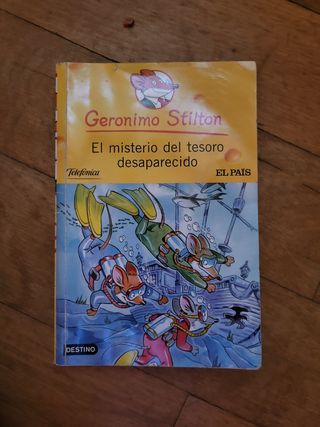 Geronimo Stilton
El misterio del tesoro
desaparecido
Telefónica
EL PAÍS
DESTINO